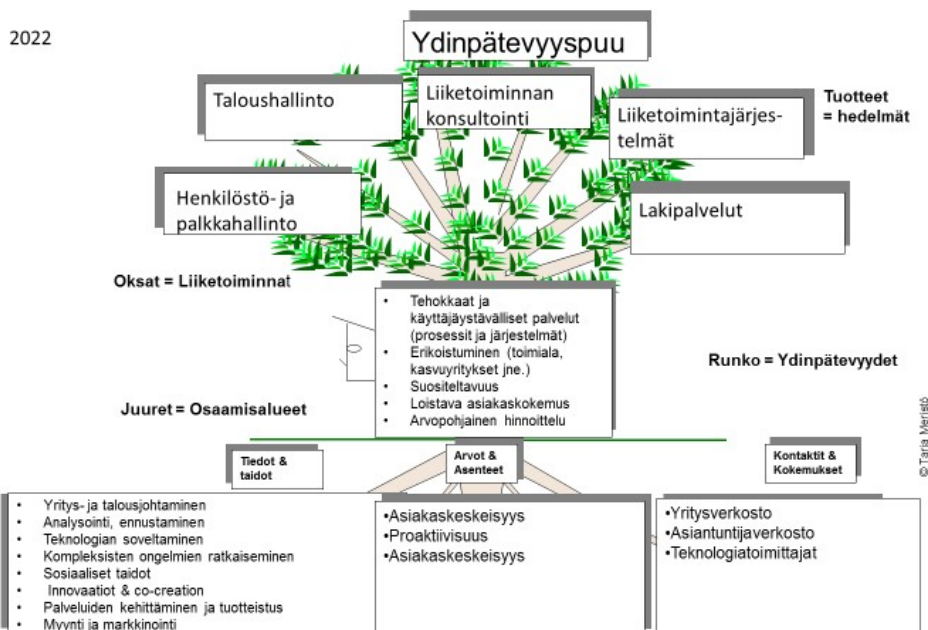 2022
Ydinpätevyyspuu
Taloushallinto
Liiketoiminnan
konsultointi
Liiketoimintajärjes-
telmät
Tuotteet
= hedelmät
Henkilöstö- ja
palkkahallinto
Lakipalvelut
Oksat = Liiketoiminnat
• Tehokkaat ja
käyttäjäystävälliset palvelut
(prosessit ja järjestelmät)
• Erikoistuminen (toimiala,
kasvuyritykset jne.)
• Suositeltavuus
• Loistava asiakaskokemus
• Arvopohjainen hinnoittelu
Runko = Ydinpätevyydet
Juuret = Osaamisalueet
©Tarja Meristö
Tiedot &
taidot
Arvot &
Asenteet
Kontaktit &
Kokemukset
• Yritys- ja talousjohtaminen
• Analysointi, ennustaminen
• Teknologian soveltaminen
• Kompleksisten ongelmien ratkaiseminen
• Sosiaaliset taidot
• Innovaatiot & co-creation
• Palveluiden kehittäminen ja tuotteistus
• Myynti ja markkinointi
•Asiakaskeskeisyys
•Proaktiivisuus
•Asiakaskeskeisyys
•Yritysverkosto
•Asiantuntijaverkosto
•Teknologiatoimittajat